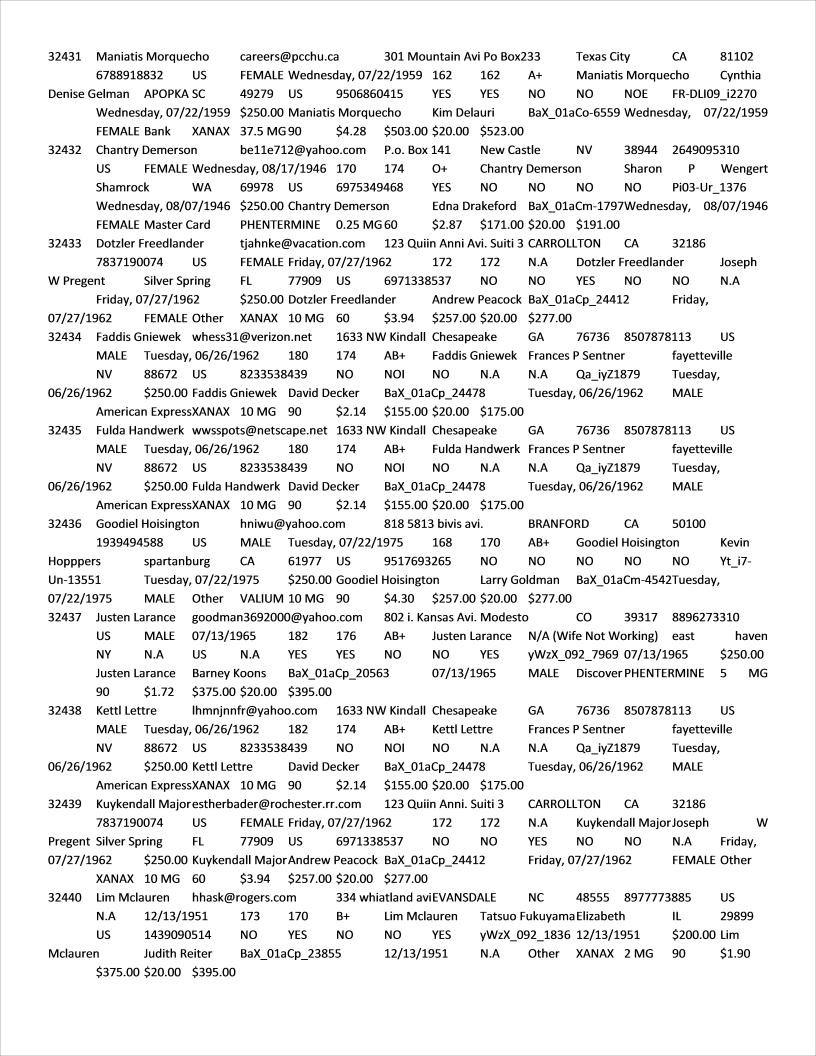 32431 Maniatis Morquecho careers@pcchu.ca 301 Mountain Avi Po Box233 Texas City CA 81102
6788918832 US FEMALE Wednesday, 07/22/1959 162 162 A+ Maniatis Morquecho Cynthia
Denise Gelman APOPKA SC 49279 US 9506860415 YES YES NO NO NOE FR-DLI09_i2270
Wednesday, 07/22/1959 $250.00 Maniatis Morquecho Kim Delauri BaX_01aCo-6559 Wednesday, 07/22/1959
FEMALE Bank XANAX 37.5 MG 90 $4.28 $503.00 $20.00 $523.00
32432 Chantry Demerson be11e712@yahoo.com P.o. Box 141 New Castle NV 38944 2649095310
US FEMALE Wednesday, 08/17/1946 170 174 O+ Chantry Demerson Sharon P Wengert
Shamrock WA 69978 US 6975349468 YES NO NO NO NO Pi03-Ur_1376
Wednesday, 08/07/1946 $250.00 Chantry Demerson Edna Drakeford BaX_01aCm-1797Wednesday, 08/07/1946
FEMALE Master Card PHENTERMINE 0.25 MG 60 $2.87 $171.00 $20.00 $191.00
32433 Dotzler Freedlander tjahnke@vacation.com 123 Quiin Anni Avi. Suiti 3 CARROLLTON CA 32186
7837190074 US FEMALE Friday, 07/27/1962 172 172 N.A Dotzler Freedlander Joseph
W Pregent Silver Spring FL 77909 US 6971338537 NO NO YES NO NO N.A
Friday, 07/27/1962 $250.00 Dotzler Freedlander Andrew Peacock BaX_01aCp_24412 Friday,
07/27/1962 FEMALE Other XANAX 10 MG 60 $3.94 $257.00 $20.00 $277.00
32434 Faddis Gniewek whess31@verizon.net 1633 NW Kindall Chesapeake GA 76736 8507878113 US
MALE Tuesday, 06/26/1962 180 174 AB+ Faddis Gniewek Frances P Sentner fayetteville
NV 88672 US 8233538439 NO NOI NO N.A N.A Qa_iyZ1879 Tuesday,
06/26/1962 $250.00 Faddis Gniewek David Decker BaX_01aCp_24478 Tuesday, 06/26/1962 MALE
American ExpressXANAX 10 MG 90 $2.14 $155.00 $20.00 $175.00
32435 Fulda Handwerk wwsspots@netscape.net 1633 NW Kindall Chesapeake GA 76736 8507878113 US
MALE Tuesday, 06/26/1962 180 174 AB+ Fulda Handwerk Frances P Sentner fayetteville
NV 88672 US 8233538439 NO NOI NO N.A N.A Qa_iyZ1879 Tuesday,
06/26/1962 $250.00 Fulda Handwerk David Decker BaX_01aCp_24478 Tuesday, 06/26/1962 MALE
American ExpressXANAX 10 MG 90 $2.14 $155.00 $20.00 $175.00
32436 Goodiel Hoisington hniwu@yahoo.com 818 5813 bivis avi. BRANFORD CA 50100
1939494588 US MALE Tuesday, 07/22/1975 168 170 AB+ Goodiel Hoisington Kevin
Hopppers spartanburg CA 61977 US 9517693265 NO NO NO NO NO Yt_i7-
Un-13551 Tuesday, 07/22/1975 $250.00 Goodiel Hoisington Larry Goldman BaX_01aCm-4542Tuesday,
07/22/1975 MALE Other VALIUM 10 MG 90 $4.30 $257.00 $20.00 $277.00
32437 Justen Larance goodman3692000@yahoo.com 802 i. Kansas Avi. Modesto CO 39317 8896273310
US MALE 07/13/1965 182 176 AB+ Justen Larance N/A (Wife Not Working) east haven
NY N.A US N.A YES YES NO NO YES yWzX_092_7969 07/13/1965 $250.00
Justen Larance Barney Koons BaX_01aCp_20563 07/13/1965 MALE Discover PHENTERMINE 5 MG
90 $1.72 $375.00 $20.00 $395.00
32438 Kettl Lettre lhmnjnnfr@yahoo.com 1633 NW Kindall Chesapeake GA 76736 8507878113 US
MALE Tuesday, 06/26/1962 182 174 AB+ Kettl Lettre Frances P Sentner fayetteville
NV 88672 US 8233538439 NO NOI NO N.A N.A Qa_iyZ1879 Tuesday,
06/26/1962 $250.00 Kettl Lettre David Decker BaX_01aCp_24478 Tuesday, 06/26/1962 MALE
American ExpressXANAX 10 MG 90 $2.14 $155.00 $20.00 $175.00
32439 Kuykendall Majorestherbader@rochester.rr.com 123 Quiin Anni. Suiti 3 CARROLLTON CA 32186
7837190074 US FEMALE Friday, 07/27/1962 172 172 N.A Kuykendall MajorJoseph W
Pregent Silver Spring FL 77909 US 6971338537 NO NO YES NO NO N.A Friday,
07/27/1962 $250.00 Kuykendall MajorAndrew Peacock BaX_01aCp_24412 Friday, 07/27/1962 FEMALE Other
XANAX 10 MG 60 $3.94 $257.00 $20.00 $277.00
32440 Lim Mclauren hhask@rogers.com 334 whiatland aviEVANSDALE NC 48555 8977773885 US
N.A 12/13/1951 173 170 B+ Lim Mclauren Tatsuo FukuyamaElizabeth IL 29899
US 1439090514 NO YES NO NO YES yWzX_092_1836 12/13/1951 $200.00 Lim
Mclauren Judith Reiter BaX_01aCp_23855 12/13/1951 N.A Other XANAX 2 MG 90 $1.90
$375.00 $20.00 $395.00